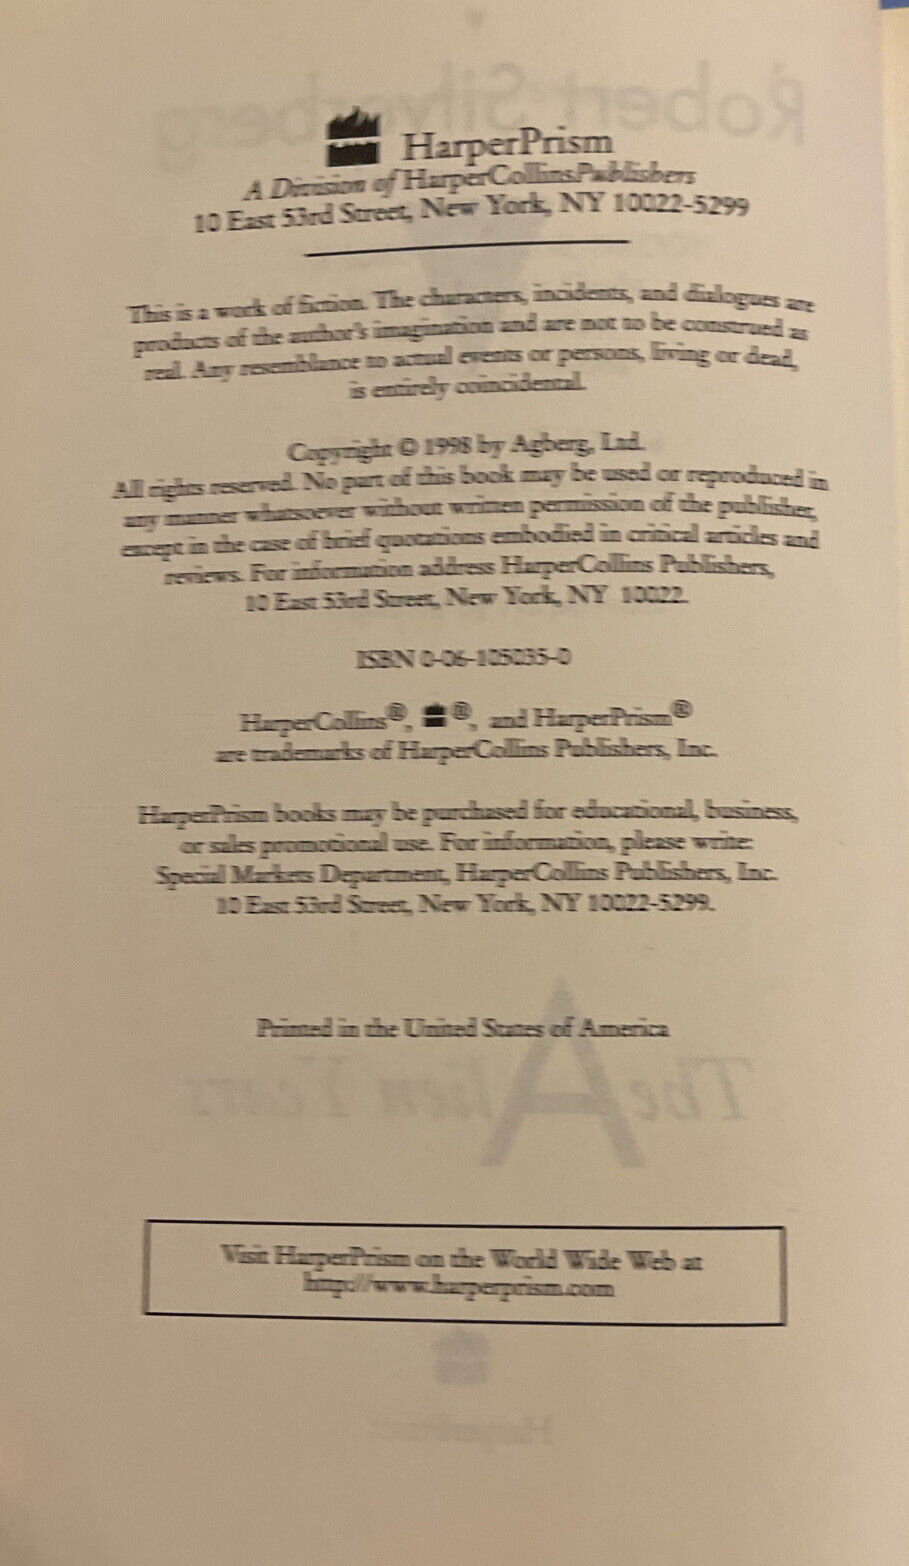 Robert Silverberg
HarperPrism
A Division of HarperCollinsPublishers
10 East 53rd Street, New York, NY 10022-5299
This is a work of fiction. The characters, incidents, and dialogues are
products of the author's imagination and are not to be construed as
real. Any resemblance to actual events or persons, living or dead,
is entirely coincidental.
Copyright © 1998 by Agberg, Ltd.
All rights reserved. No part of this book may be used or reproduced in
any manner whatsoever without written permission of the publisher,
except in the case of brief quotations embodied in critical articles and
reviews. For information address HarperCollins Publishers,
10 East 53rd Street, New York, NY 10022.
ISBN 0-06-105035-0
HarperCollins®, ®, and HarperPrism®
are trademarks of HarperCollins Publishers, Inc.
HarperPrism books may be purchased for educational, business,
or sales promotional use. For information, please write:
Special Markets Department, HarperCollins Publishers, Inc.
10 East 53rd Street, New York, NY 10022-5299.
Printed in the United States of America
The Alien Years
Visit HarperPrism on the World Wide Web at
http://www.harperprism.com
HarperPrism